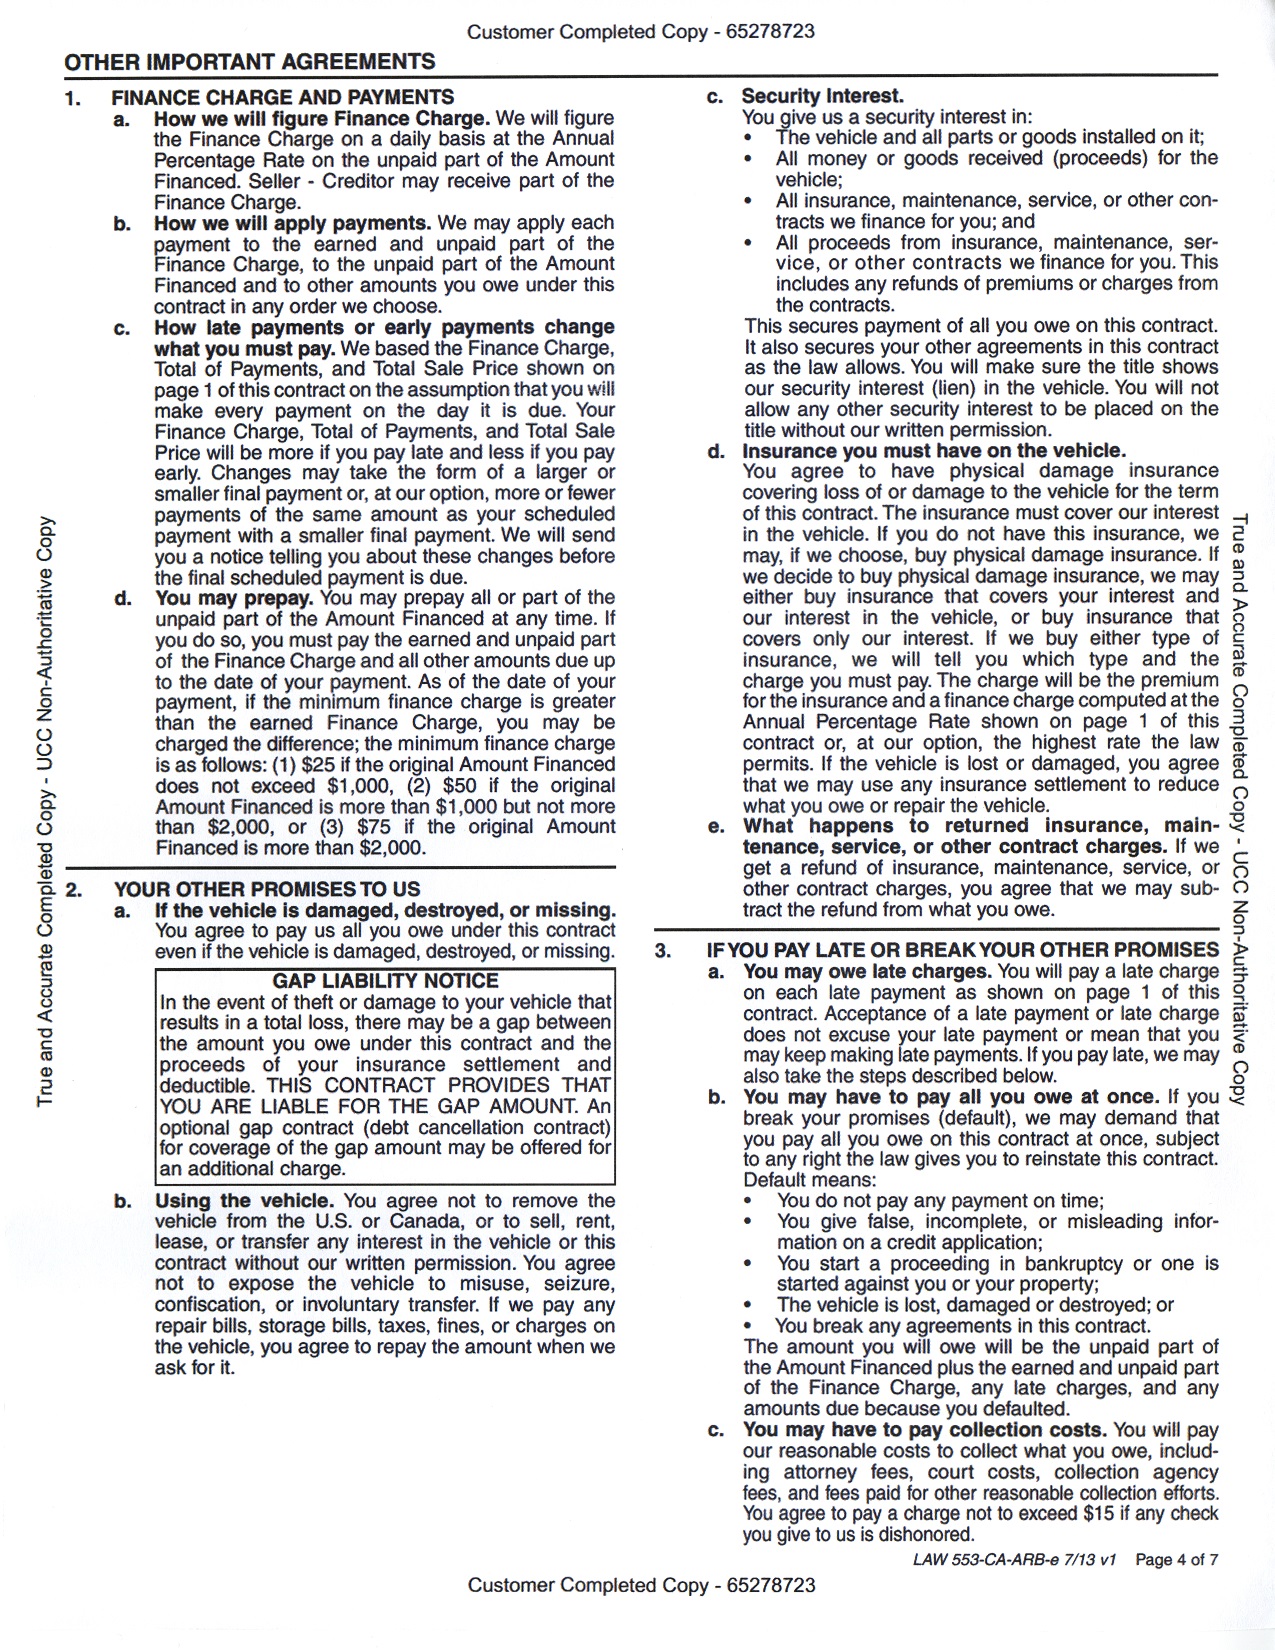 Customer Completed Copy - 65278723
OTHER IMPORTANT AGREEMENTS
1. FINANCE CHARGE AND PAYMENTS
a. How we will figure Finance Charge. We will figure
the Finance Charge on a daily basis at the Annual
Percentage Rate on the unpaid part of the Amount
Financed. Seller - Creditor may receive part of the
Finance Charge.
b. How we will apply payments. We may apply each
payment to the earned and unpaid part of the
Finance Charge, to the unpaid part of the Amount
Financed and to other amounts you owe under this
contract in any order we choose.
c. How late payments or early payments change
what you must pay. We based the Finance Charge,
Total of Payments, and Total Sale Price shown on
page 1 of this contract on the assumption that you will
make every payment on the day it is due. Your
Finance Charge, Total of Payments, and Total Sale
Price will be more if you pay late and less if you pay
early. Changes may take the form of a larger or
smaller final payment or, at our option, more or fewer
payments of the same amount as your scheduled
payment with a smaller final payment. We will send
you a notice telling you about these changes before
the final scheduled payment is due.
d. You may prepay. You may prepay all or part of the
unpaid part of the Amount Financed at any time. If
you do so, you must pay the earned and unpaid part
of the Finance Charge and all other amounts due up
to the date of your payment. As of the date of your
payment, if the minimum finance charge is greater
than the earned Finance Charge, you may be
charged the difference; the minimum finance charge
is as follows: (1) $25 if the original Amount Financed
does not exceed $1,000, (2) $50 if the original
Amount Financed is more than $1,000 but not more
than $2,000, or (3) $75 if the original Amount
Financed is more than $2,000.
2. YOUR OTHER PROMISES TO US
a. If the vehicle is damaged, destroyed, or missing.
You agree to pay us all you owe under this contract
even if the vehicle is damaged, destroyed, or missing.
GAP LIABILITY NOTICE
In the event of theft or damage to your vehicle that
results in a total loss, there may be a gap between
the amount you owe under this contract and the
proceeds of your insurance settlement and
deductible. THIS CONTRACT PROVIDES THAT
YOU ARE LIABLE FOR THE GAP AMOUNT. An
optional gap contract (debt cancellation contract)
for coverage of the gap amount may be offered for
an additional charge.
b. Using the vehicle. You agree not to remove the
vehicle from the U.S. or Canada, or to sell, rent,
lease, or transfer any interest in the vehicle or this
contract without our written permission. You agree
not to expose the vehicle to misuse, seizure,
confiscation, or involuntary transfer. If we pay any
repair bills, storage bills, taxes, fines, or charges on
the vehicle, you agree to repay the amount when we
ask for it.
c. Security Interest.
You give us a security interest in:
• The vehicle and all parts or goods installed on it;
• All money or goods received (proceeds) for the
vehicle;
• All insurance, maintenance, service, or other con-
tracts we finance for you; and
• All proceeds from insurance, maintenance, ser-
vice, or other contracts we finance for you. This
includes any refunds of premiums or charges from
the contracts.
This secures payment of all you owe on this contract.
It also secures your other agreements in this contract
as the law allows. You will make sure the title shows
our security interest (lien) in the vehicle. You will not
allow any other security interest to be placed on the
title without our written permission.
d. Insurance you must have on the vehicle.
You agree to have physical damage insurance
covering loss of or damage to the vehicle for the term
of this contract. The insurance must cover our interest
in the vehicle. If you do not have this insurance, we
may, if we choose, buy physical damage insurance. If
we decide to buy physical damage insurance, we may
either buy insurance that covers your interest and
our interest in the vehicle, or buy insurance that
covers only our interest. If we buy either type of
insurance, we will tell you which type and the
charge you must pay. The charge will be the premium
for the insurance and a finance charge computed at the
Annual Percentage Rate shown on page 1 of this
contract or, at our option, the highest rate the law
permits. If the vehicle is lost or damaged, you agree
that we may use any insurance settlement to reduce
what you owe or repair the vehicle.
e. What happens to returned insurance, main-
tenance, service, or other contract charges. If we
get a refund of insurance, maintenance, service, or
other contract charges, you agree that we may sub-
tract the refund from what you owe.
3. IF YOU PAY LATE OR BREAK YOUR OTHER PROMISES
a. You may owe late charges. You will pay a late charge
on each late payment as shown on page 1 of this
contract. Acceptance of a late payment or late charge
does not excuse your late payment or mean that you
may keep making late payments. If you pay late, we may
also take the steps described below.
b. You may have to pay all you owe at once. If you
break your promises (default), we may demand that
you pay all you owe on this contract at once, subject
to any right the law gives you to reinstate this contract.
Default means:
• You do not pay any payment on time;
• You give false, incomplete, or misleading infor-
mation on a credit application;
• You start a proceeding in bankruptcy or one is
started against you or your property;
• The vehicle is lost, damaged or destroyed; or
• You break any agreements in this contract.
The amount you will owe will be the unpaid part of
the Amount Financed plus the earned and unpaid part
of the Finance Charge, any late charges, and any
amounts due because you defaulted.
c. You may have to pay collection costs. You will pay
our reasonable costs to collect what you owe, includ-
ing attorney fees, court costs, collection agency
fees, and fees paid for other reasonable collection efforts.
You agree to pay a charge not to exceed $15 if any check
you give to us is dishonored.
LAW 553-CA-ARB-e 7/13 v1 Page 4 of 7
Customer Completed Copy - 65278723
True and Accurate Completed Copy - UCC Non-Authoritative Copy
True and Accurate Completed Copy - UCC Non-Authoritative Copy